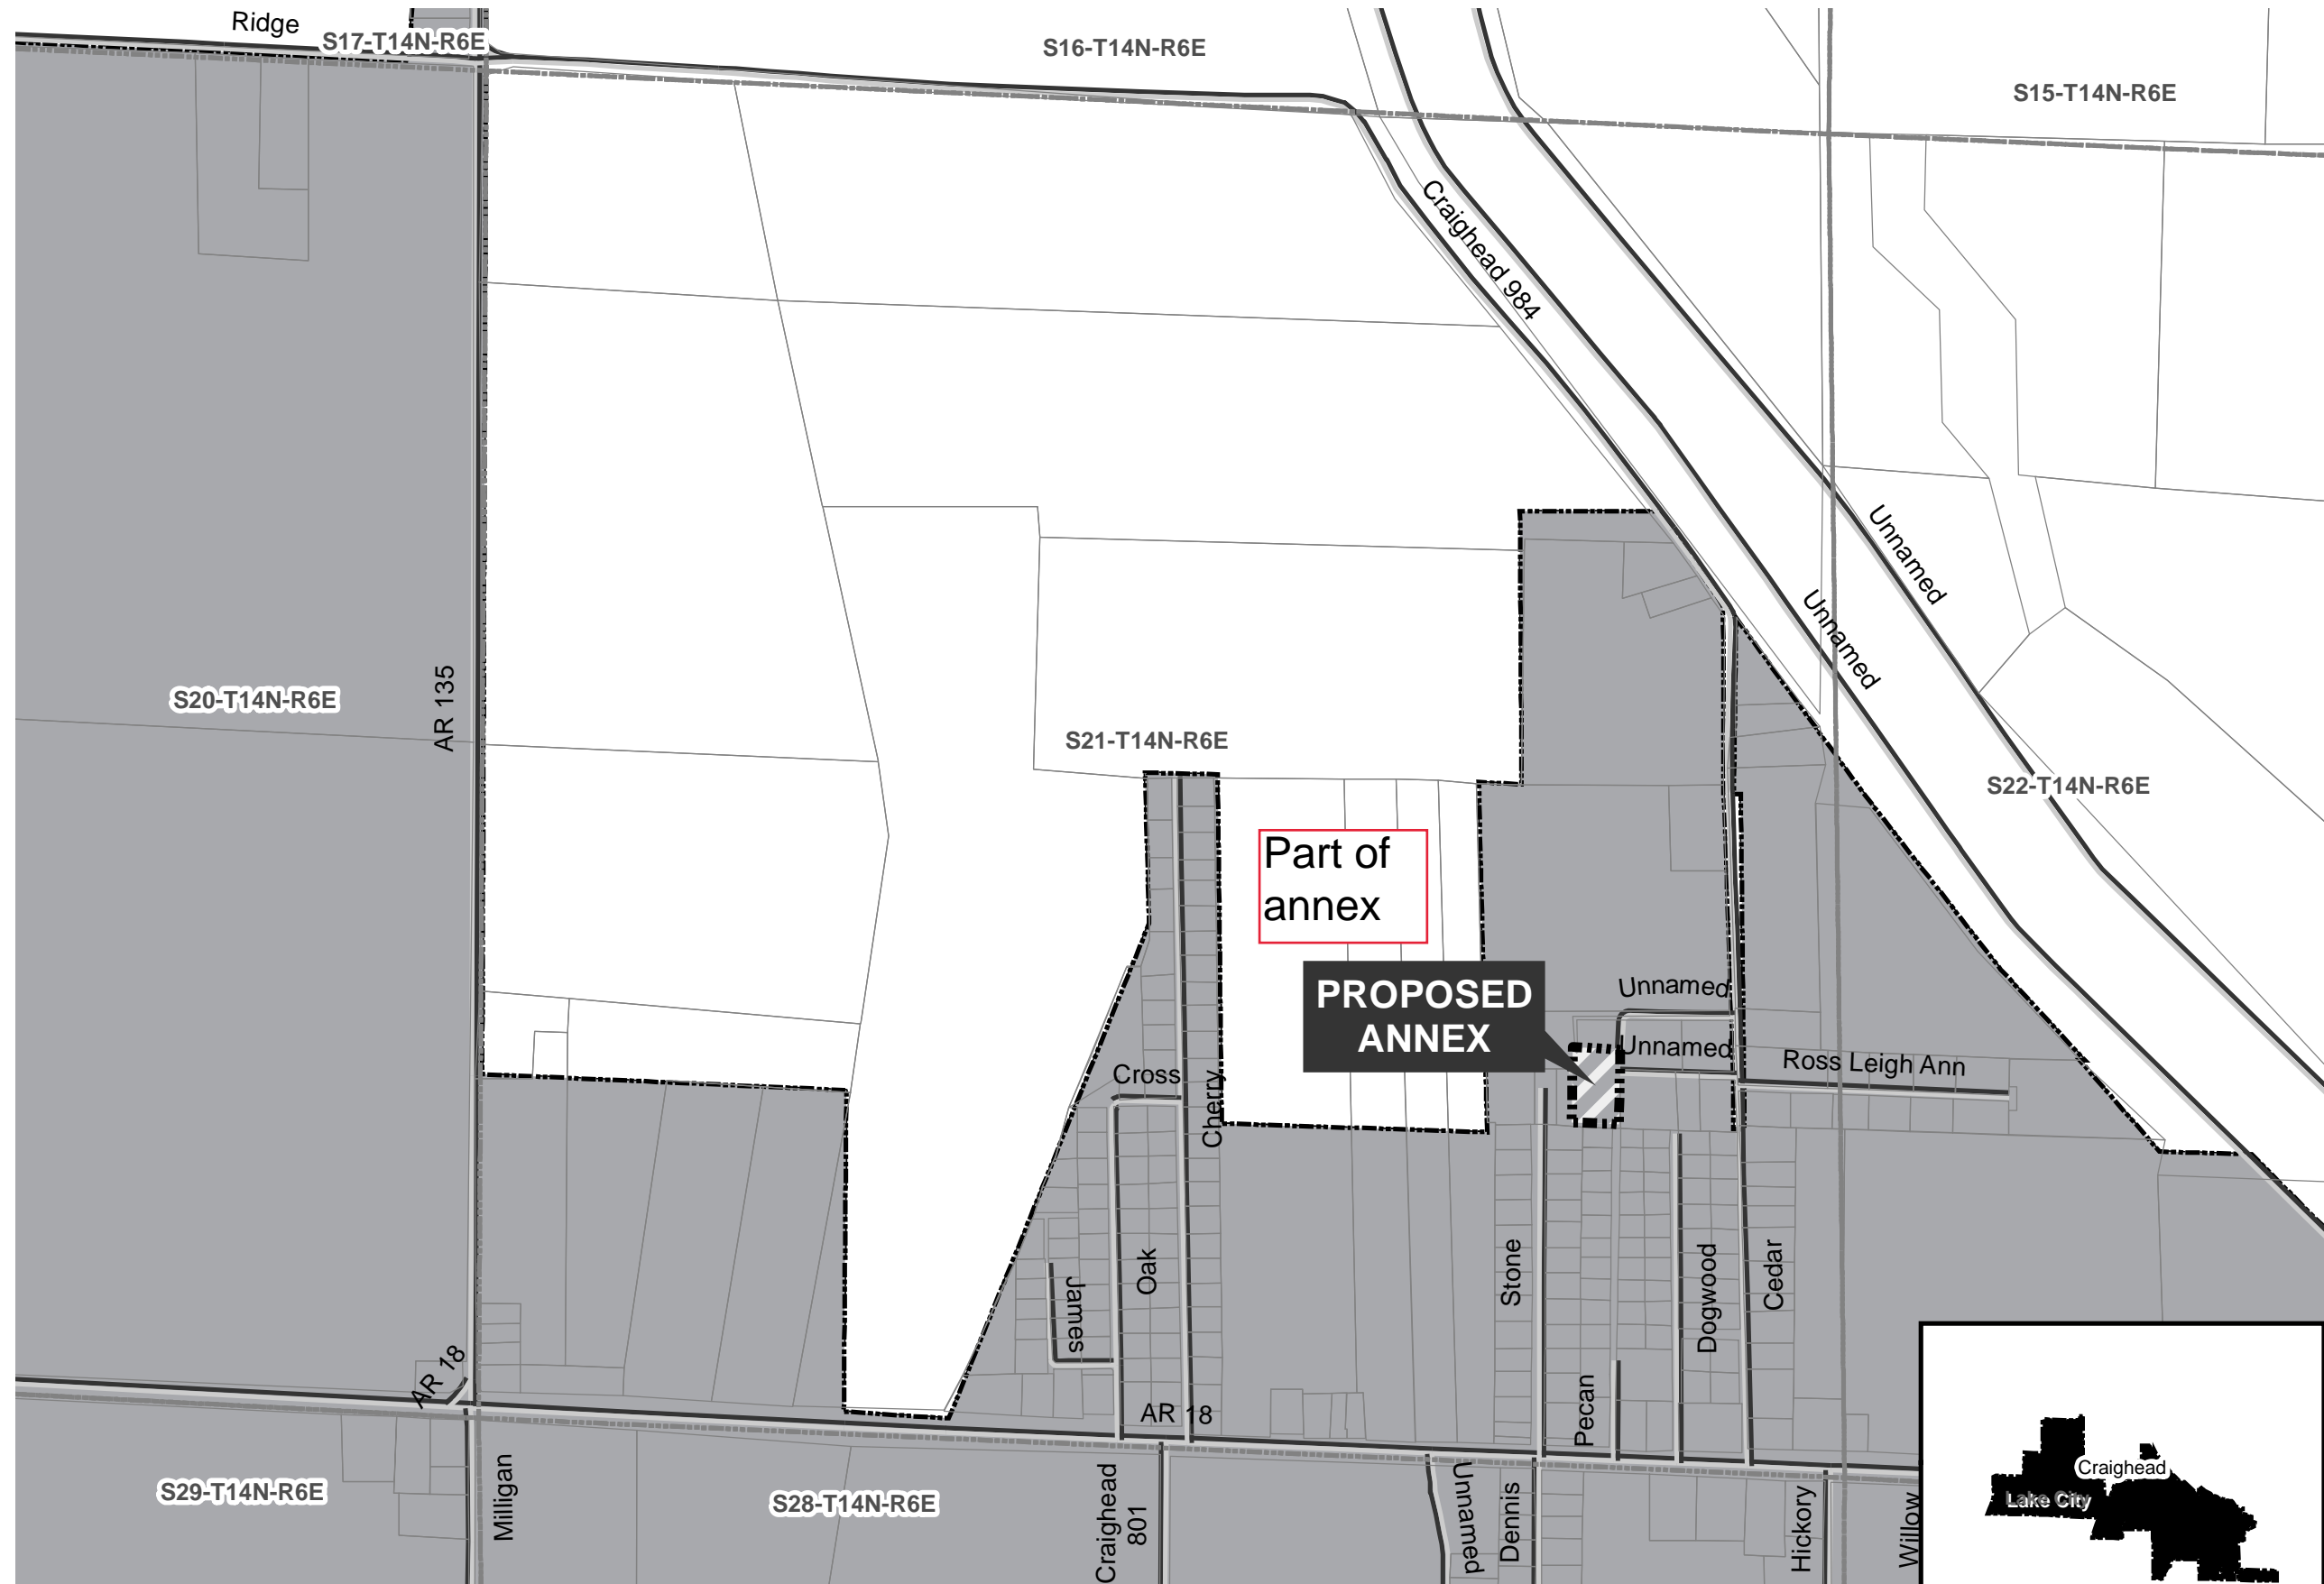 Ridge
S17-T14N-R6E
S16-T14N-R6E
S15-T14N-R6E
Craighead 984
Unnamed
Unnamed
AR 135
S20-T14N-R6E
S21-T14N-R6E
S22-T14N-R6E
Part of
annex
PROPOSED
ANNEX
Unnamed
Unnamed
Ross Leigh Ann
Cross
Cherry
Oak
James
Stone
Dogwood
Cedar
Pecan
AR 18
AR 18
Milligan
S29-T14N-R6E
S28-T14N-R6E
Craighead
801
Unnamed
Dennis
Hickory
Willow
Craighead
Lake City